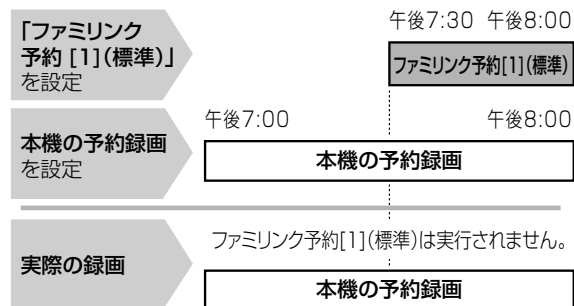 「ファミリンク
予約 [1](標準)」
を設定
午後7:30 午後8:00
ファミリンク予約[1](標準)
本機の予約録画
を設定
午後7:00 午後8:00
本機の予約録画
実際の録画
ファミリンク予約[1](標準)は実行されません。
本機の予約録画